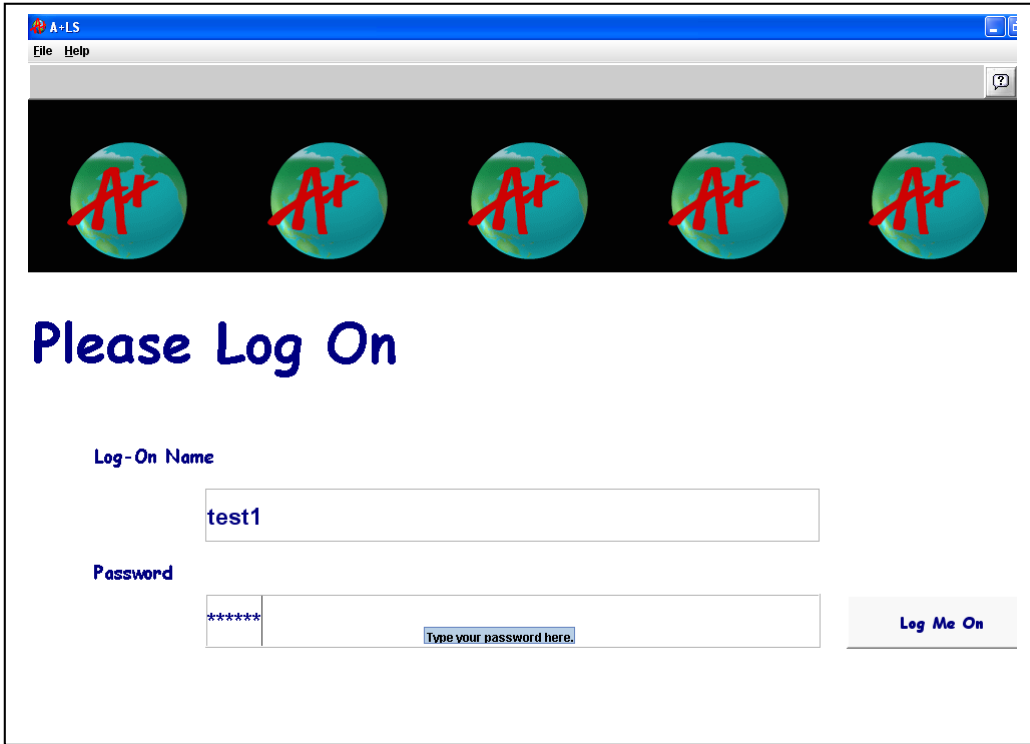 A+LS
File Help
A+ A+ A+ A+ A+
Please Log On
Log-On Name
test1
Password
******
Type your password here.
Log Me On